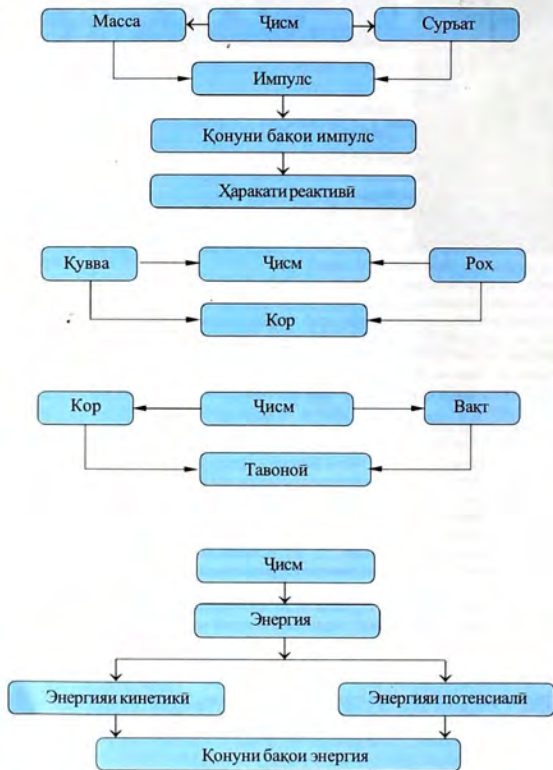 Масса Ҷисм Суръат
Импулс
Қонуни бақои импулс
Ҳаракати реактивӣ
Қувва Ҷисм Роҳ
Кор
Кор Ҷисм Вақт
Тавоноӣ
Ҷисм
Энергия
Энергияи кинетикӣ Энергияи потенсиалӣ
Қонуни бақои энергия